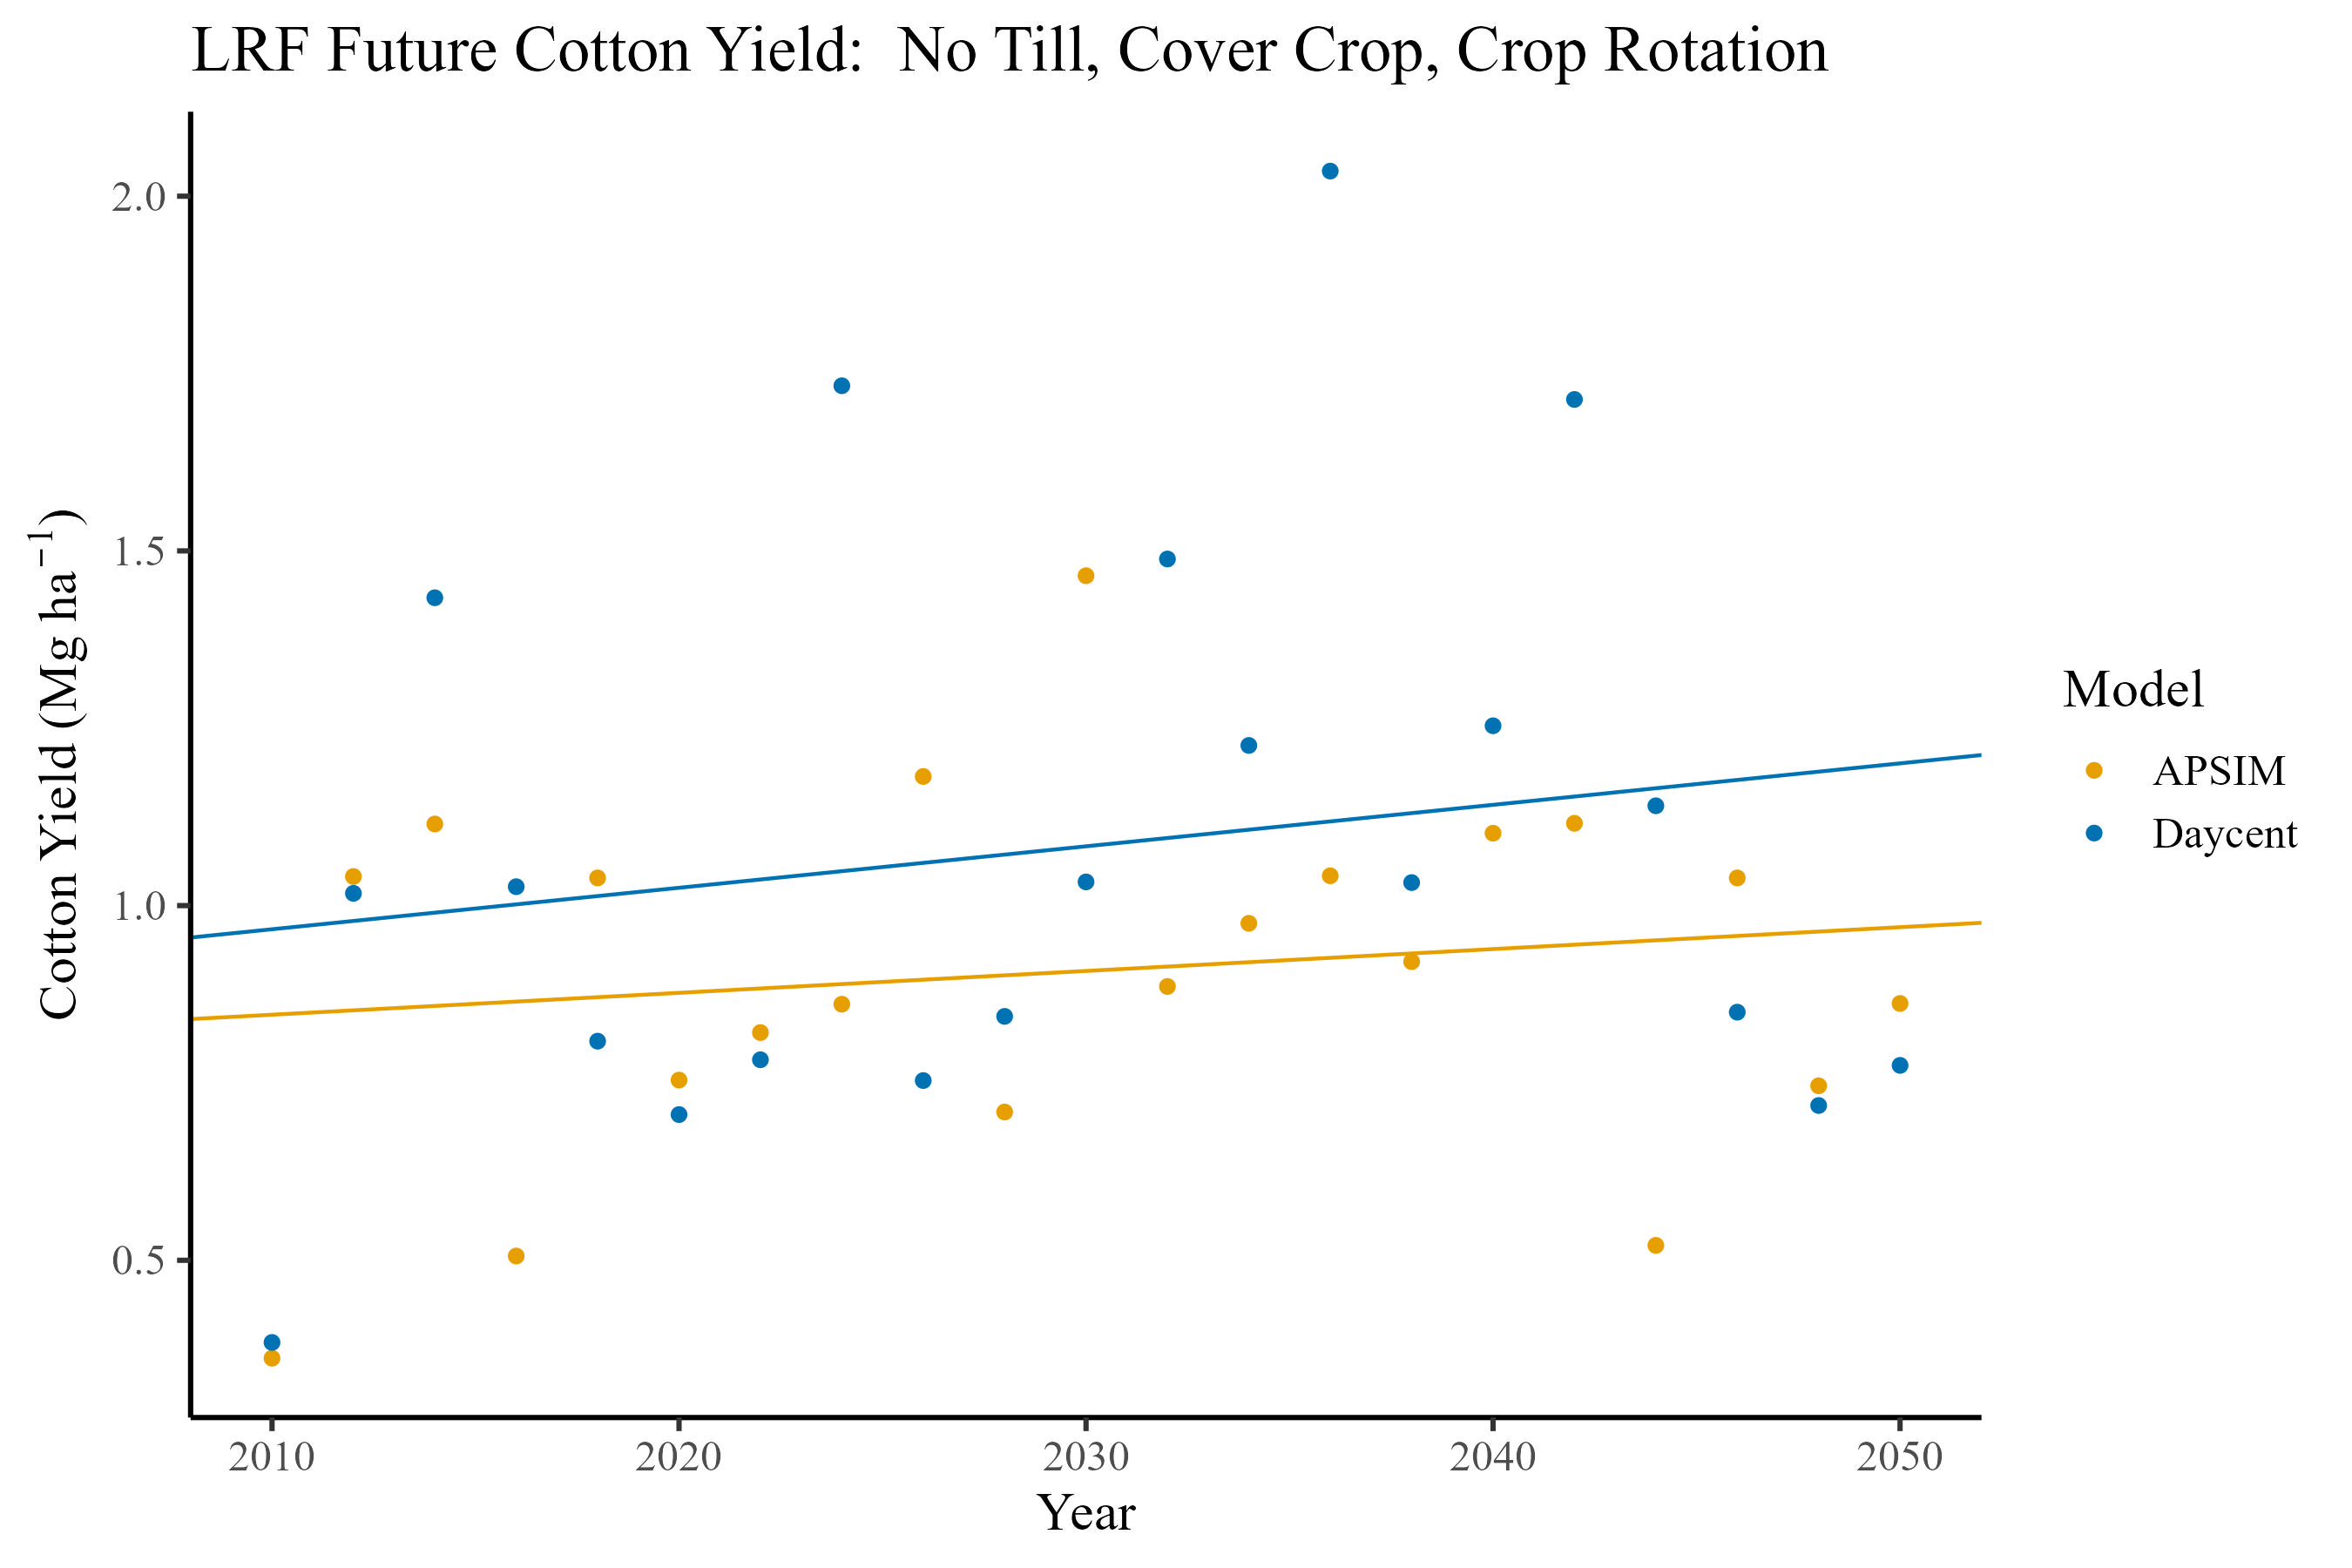 LRF Future Cotton Yield:  No Till, Cover Crop, Crop Rotation
Cotton Yield (Mg ha⁻¹)
2.0
1.5
1.0
0.5
2010 2020 2030 2040 2050
Year
Model
APSIM
Daycent